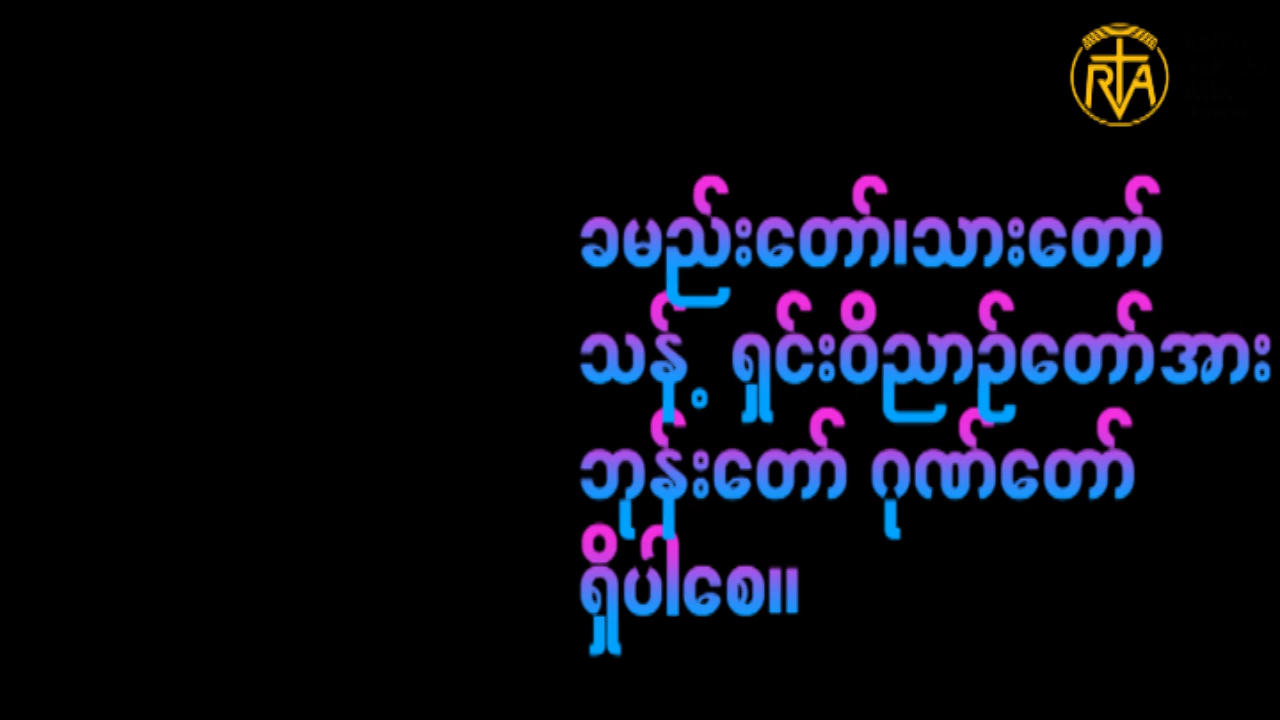 RVA
ခမည်းတော်၊သားတော်
သန့် ရှင်းဝိညာဉ်တော်အား
ဘုန်းတော် ဂုဏ်တော်
ရှိပါစေ။